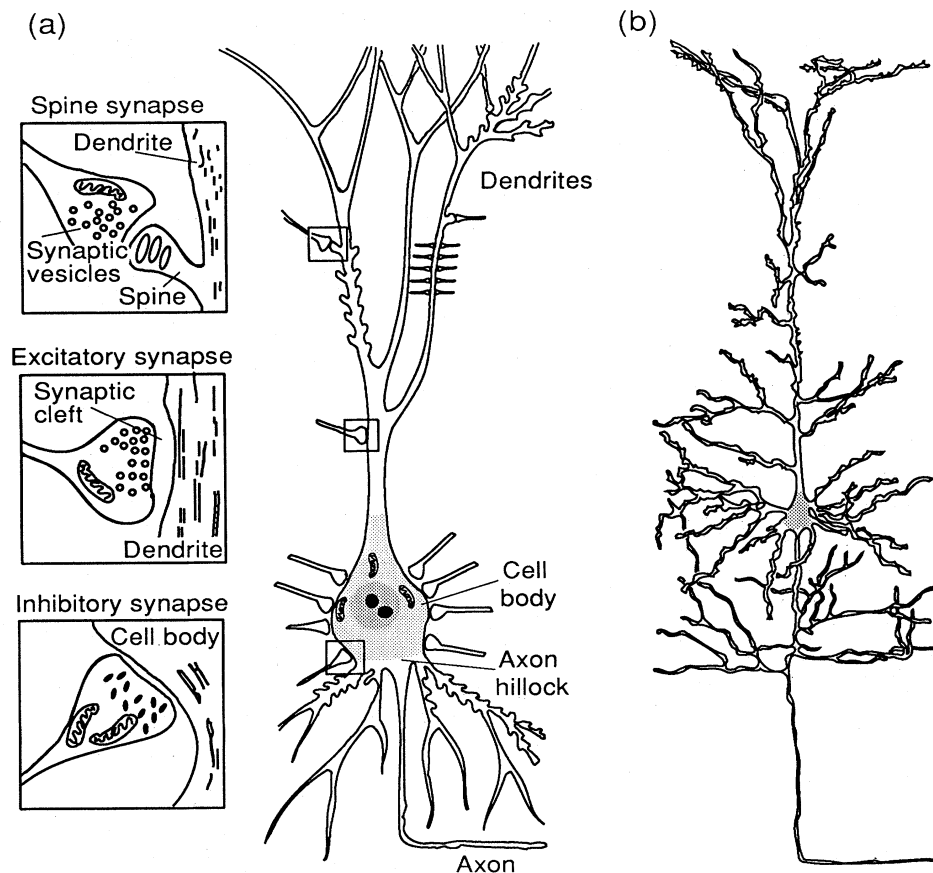 (a)
Spine synapse
Dendrite
Synaptic
vesicles
Spine
Excitatory synapse
Synaptic
cleft
Dendrite
Inhibitory synapse
Cell body
Dendrites
Cell
body
Axon
hillock
Axon
(b)